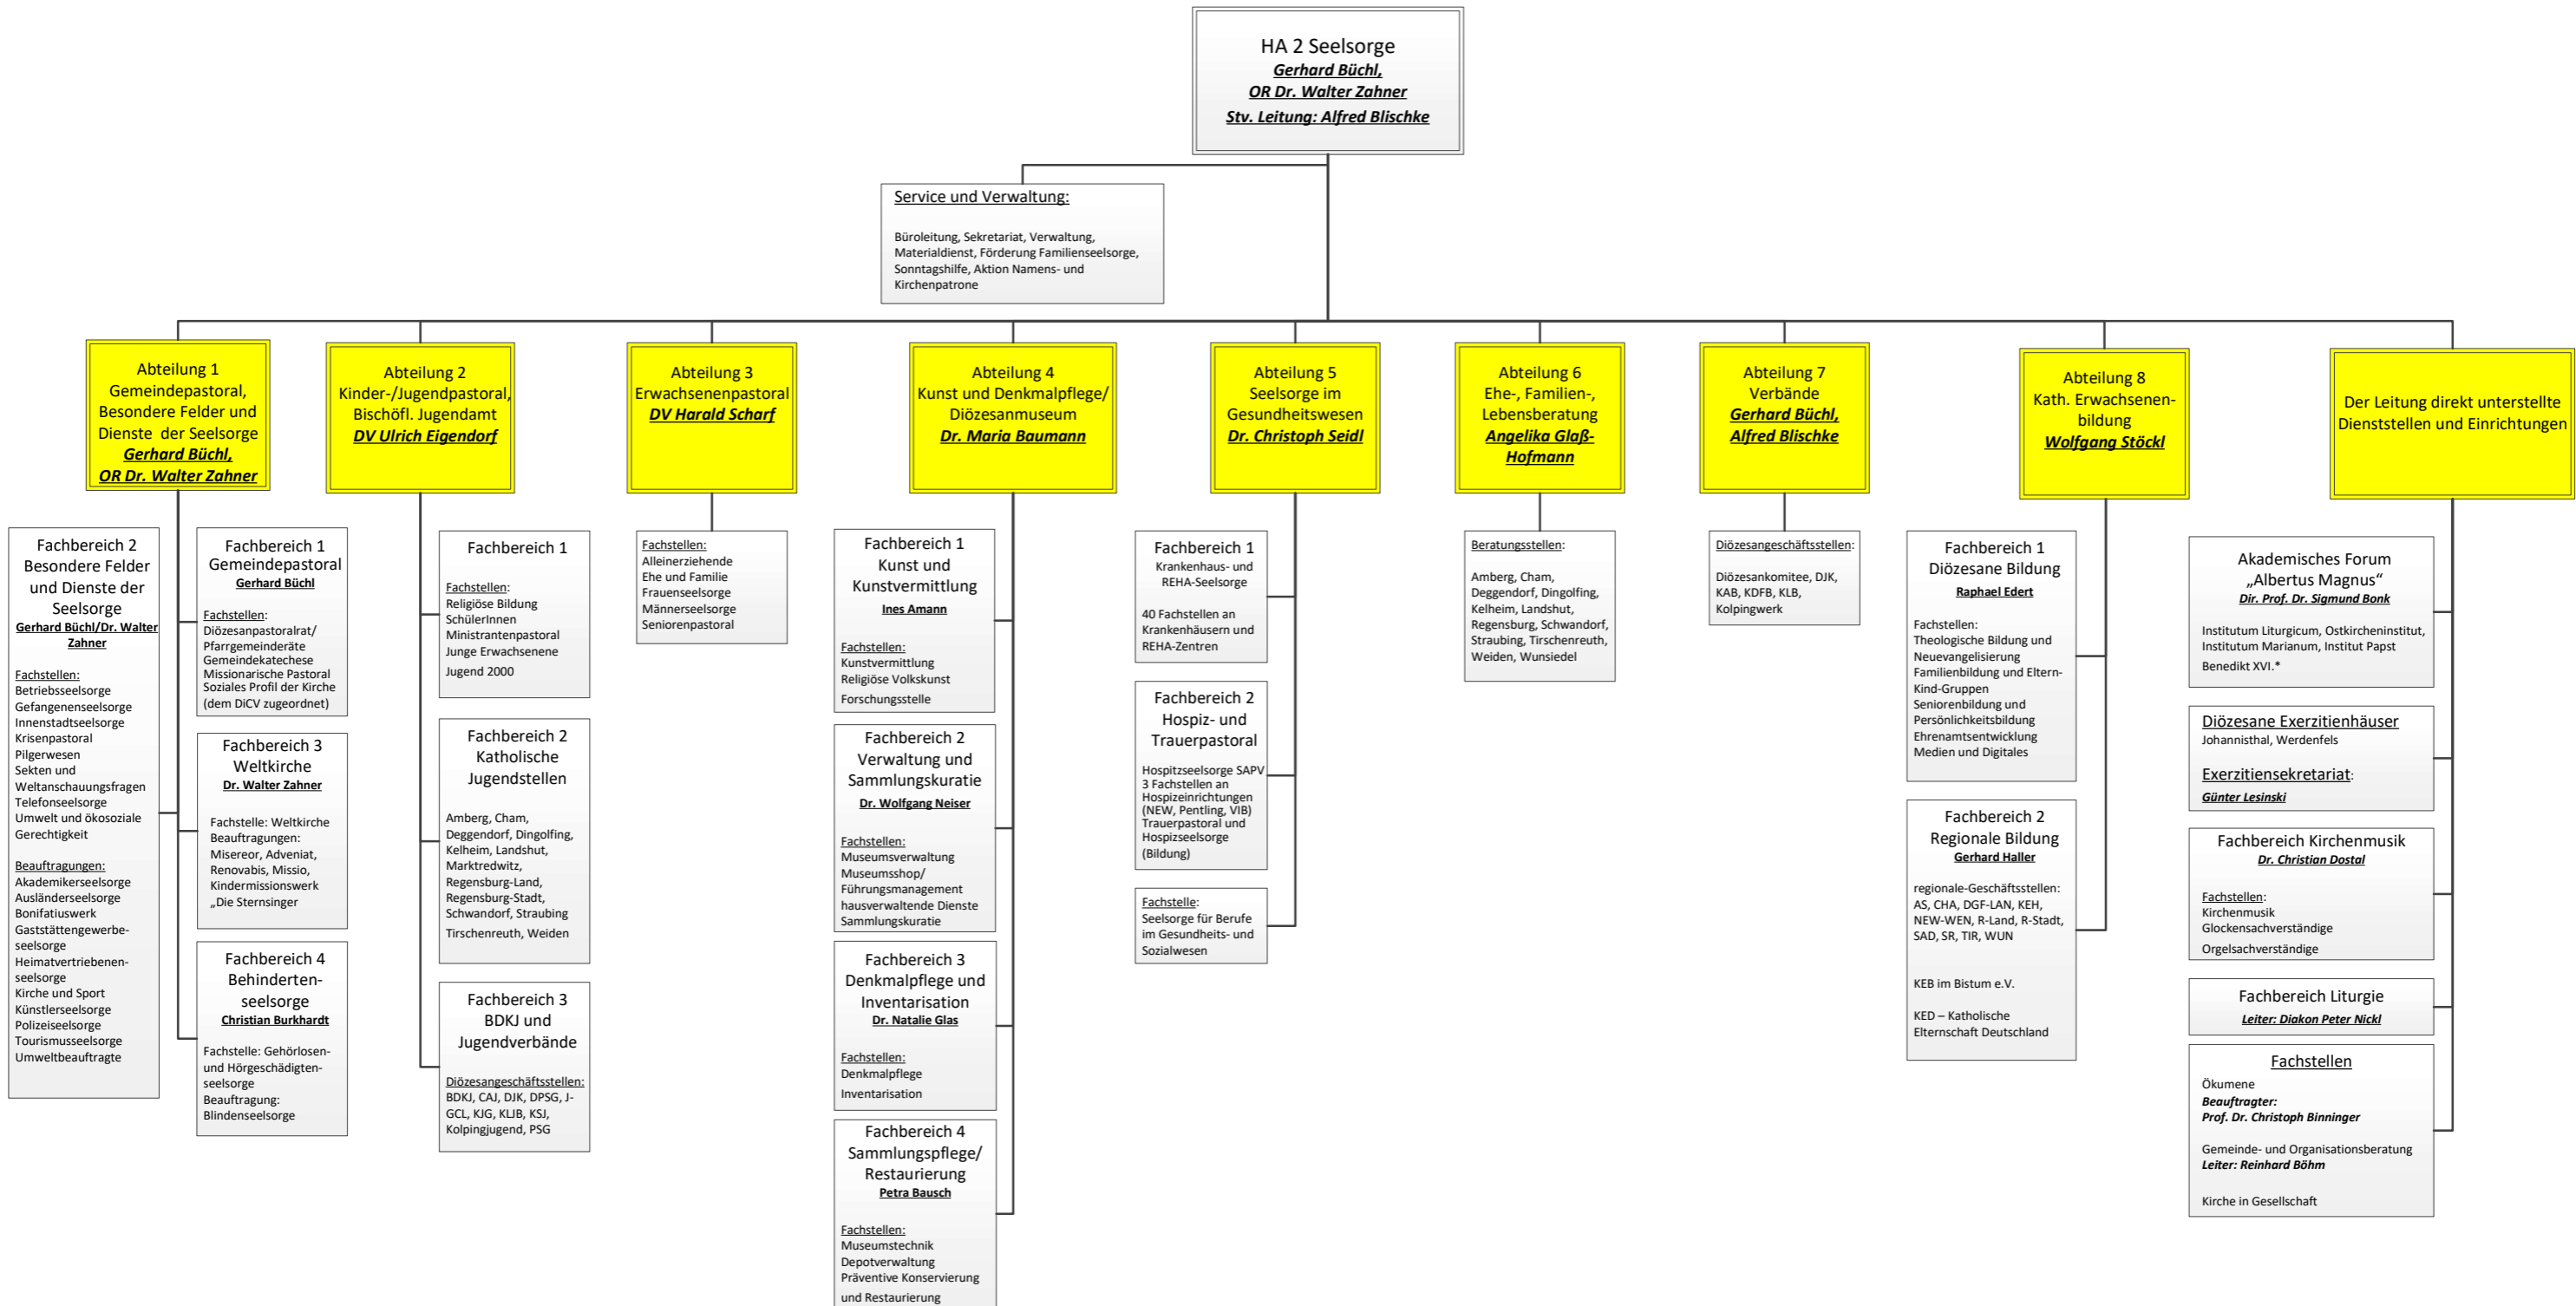 HA 2 Seelsorge
Gerhard Büchl,
OR Dr. Walter Zahner
Stv. Leitung: Alfred Blischke
Service und Verwaltung:
Büroleitung, Sekretariat, Verwaltung,
Materialdienst, Förderung Familienseelsorge,
Sonntagshilfe, Aktion Namens- und
Kirchenpatrone
Abteilung 1
Gemeindepastoral,
Besondere Felder und
Dienste der Seelsorge
Gerhard Büchl,
OR Dr. Walter Zahner
Abteilung 2
Kinder-/Jugendpastoral,
Bischöfl. Jugendamt
DV Ulrich Eigendorf
Abteilung 3
Erwachsenenpastoral
DV Harald Scharf
Abteilung 4
Kunst und Denkmalpflege/
Diözesanmuseum
Dr. Maria Baumann
Abteilung 5
Seelsorge im
Gesundheitswesen
Dr. Christoph Seidl
Abteilung 6
Ehe-, Familien-,
Lebensberatung
Angelika Glaß-
Hofmann
Abteilung 7
Verbände
Gerhard Büchl,
Alfred Blischke
Abteilung 8
Kath. Erwachsenen-
bildung
Wolfgang Stöckl
Der Leitung direkt unterstellte
Dienststellen und Einrichtungen
Fachbereich 2
Besondere Felder
und Dienste der
Seelsorge
Gerhard Büchl/Dr. Walter
Zahner
Fachstellen:
Betriebsseelsorge
Gefangenenseelsorge
Innenstadtseelsorge
Krisenpastoral
Pilgerwesen
Sekten und
Weltanschauungsfragen
Telefonseelsorge
Umwelt und ökosoziale
Gerechtigkeit
Beauftragungen:
Akademikerseelsorge
Ausländerseelsorge
Bonifatiuswerk
Gaststättengewerbe-
seelsorge
Heimatvertriebenen-
seelsorge
Kirche und Sport
Künstlerseelsorge
Polizeiseelsorge
Tourismusseelsorge
Umweltbeauftragte
Fachbereich 1
Gemeindepastoral
Gerhard Büchl
Fachstellen:
Diözesanpastoralrat/
Pfarrgemeinderäte
Gemeindekatechese
Missionarische Pastoral
Soziales Profil der Kirche
(dem DiCV zugeordnet)
Fachbereich 3
Weltkirche
Dr. Walter Zahner
Fachstelle: Weltkirche
Beauftragungen:
Misereor, Adveniat,
Renovabis, Missio,
Kindermissionswerk
„Die Sternsinger
Fachbereich 4
Behinderten-
seelsorge
Christian Burkhardt
Fachstelle: Gehörlosen-
und Hörgeschädigten-
seelsorge
Beauftragung:
Blindenseelsorge
Fachbereich 1
Fachstellen:
Religiöse Bildung
SchülerInnen
Ministrantenpastoral
Junge Erwachsenene
Jugend 2000
Fachbereich 2
Katholische
Jugendstellen
Amberg, Cham,
Deggendorf, Dingolfing,
Kelheim, Landshut,
Marktredwitz,
Regensburg-Land,
Regensburg-Stadt,
Schwandorf, Straubing
Tirschenreuth, Weiden
Fachbereich 3
BDKJ und
Jugendverbände
Diözesangeschäftsstellen:
BDKJ, CAJ, DJK, DPSG, J-
GCL, KJG, KLJB, KSJ,
Kolpingjugend, PSG
Fachstellen:
Alleinerziehende
Ehe und Familie
Frauenseelsorge
Männerseelsorge
Seniorenpastoral
Fachbereich 1
Kunst und
Kunstvermittlung
Ines Amann
Fachstellen:
Kunstvermittlung
Religiöse Volkskunst
Forschungsstelle
Fachbereich 2
Verwaltung und
Sammlungskuratie
Dr. Wolfgang Neiser
Fachstellen:
Museumsverwaltung
Museumsshop/
Führungsmanagement
hausverwaltende Dienste
Sammlungskuratie
Fachbereich 3
Denkmalpflege und
Inventarisation
Dr. Natalie Glas
Fachstellen:
Denkmalpflege
Inventarisation
Fachbereich 4
Sammlungspflege/
Restaurierung
Petra Bausch
Fachstellen:
Museumstechnik
Depotverwaltung
Präventive Konservierung
und Restaurierung
Fachbereich 1
Krankenhaus- und
REHA-Seelsorge
40 Fachstellen an
Krankenhäusern und
REHA-Zentren
Fachbereich 2
Hospiz- und
Trauerpastoral
Hospitzseelsorge SAPV
3 Fachstellen an
Hospizeinrichtungen
(NEW, Pentling, VIB)
Trauerpastoral und
Hospizseelsorge
(Bildung)
Fachstelle:
Seelsorge für Berufe
im Gesundheits- und
Sozialwesen
Beratungsstellen:
Amberg, Cham,
Deggendorf, Dingolfing,
Kelheim, Landshut,
Regensburg, Schwandorf,
Straubing, Tirschenreuth,
Weiden, Wunsiedel
Diözesangeschäftsstellen:
Diözesankomitee, DJK,
KAB, KDFB, KLB,
Kolpingwerk
Fachbereich 1
Diözesane Bildung
Raphael Edert
Fachstellen:
Theologische Bildung und
Neuevangelisierung
Familienbildung und Eltern-
Kind-Gruppen
Seniorenbildung und
Persönlichkeitsbildung
Ehrenamtsentwicklung
Medien und Digitales
Fachbereich 2
Regionale Bildung
Gerhard Haller
regionale-Geschäftsstellen:
AS, CHA, DGF-LAN, KEH,
NEW-WEN, R-Land, R-Stadt,
SAD, SR, TIR, WUN
KEB im Bistum e.V.
KED – Katholische
Elternschaft Deutschland
Akademisches Forum
„Albertus Magnus“
Dir. Prof. Dr. Sigmund Bonk
Institutum Liturgicum, Ostkircheninstitut,
Institutum Marianum, Institut Papst
Benedikt XVI.*
Diözesane Exerzitienhäuser
Johannisthal, Werdenfels
Exerzitiensekretariat:
Günter Lesinski
Fachbereich Kirchenmusik
Dr. Christian Dostal
Fachstellen:
Kirchenmusik
Glockensachverständige
Orgelsachverständige
Fachbereich Liturgie
Leiter: Diakon Peter Nickl
Fachstellen
Ökumene
Beauftragter:
Prof. Dr. Christoph Binninger
Gemeinde- und Organisationsberatung
Leiter: Reinhard Böhm
Kirche in Gesellschaft